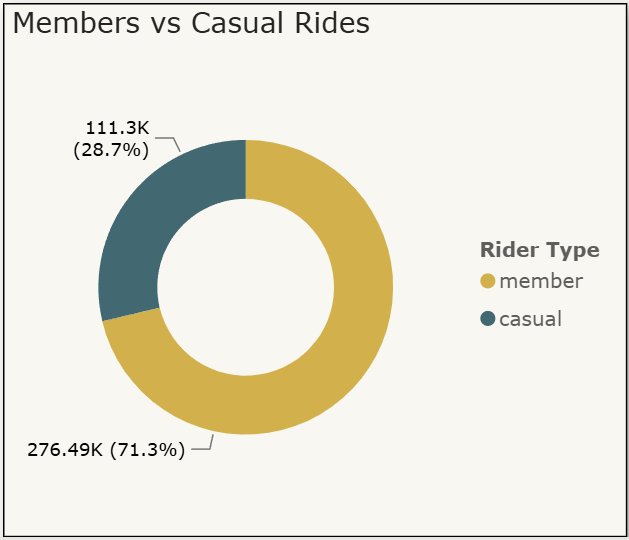 Members vs Casual Rides
111.3K
(28.7%)
Rider Type
member
casual
276.49K (71.3%)